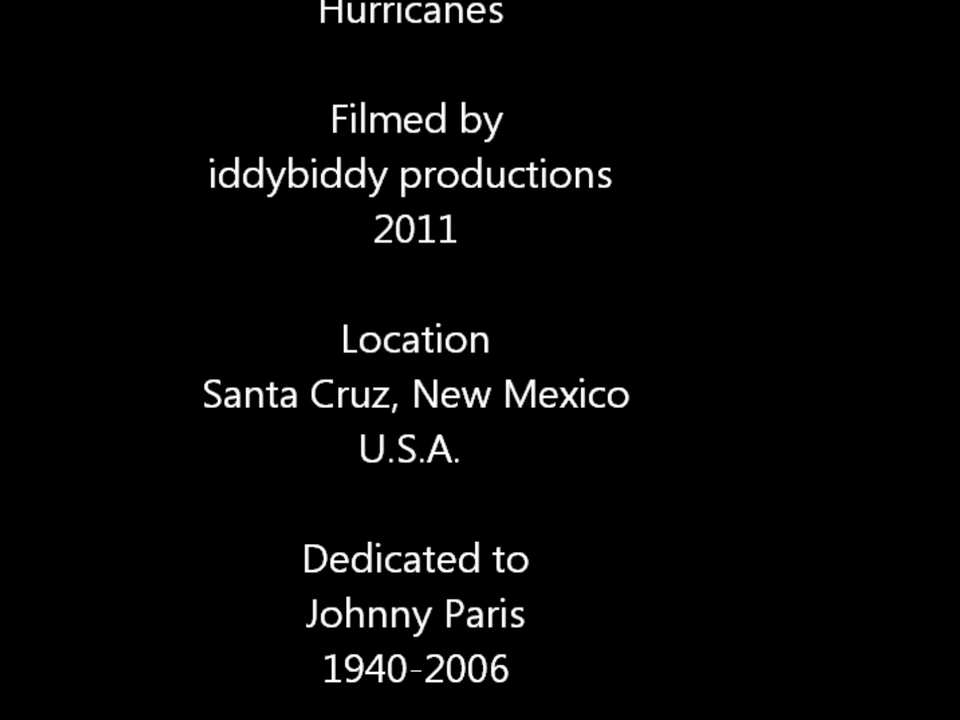 Hurricanes
Filmed by
iddybiddy productions
2011
Location
Santa Cruz, New Mexico
U.S.A.
Dedicated to
Johnny Paris
1940-2006